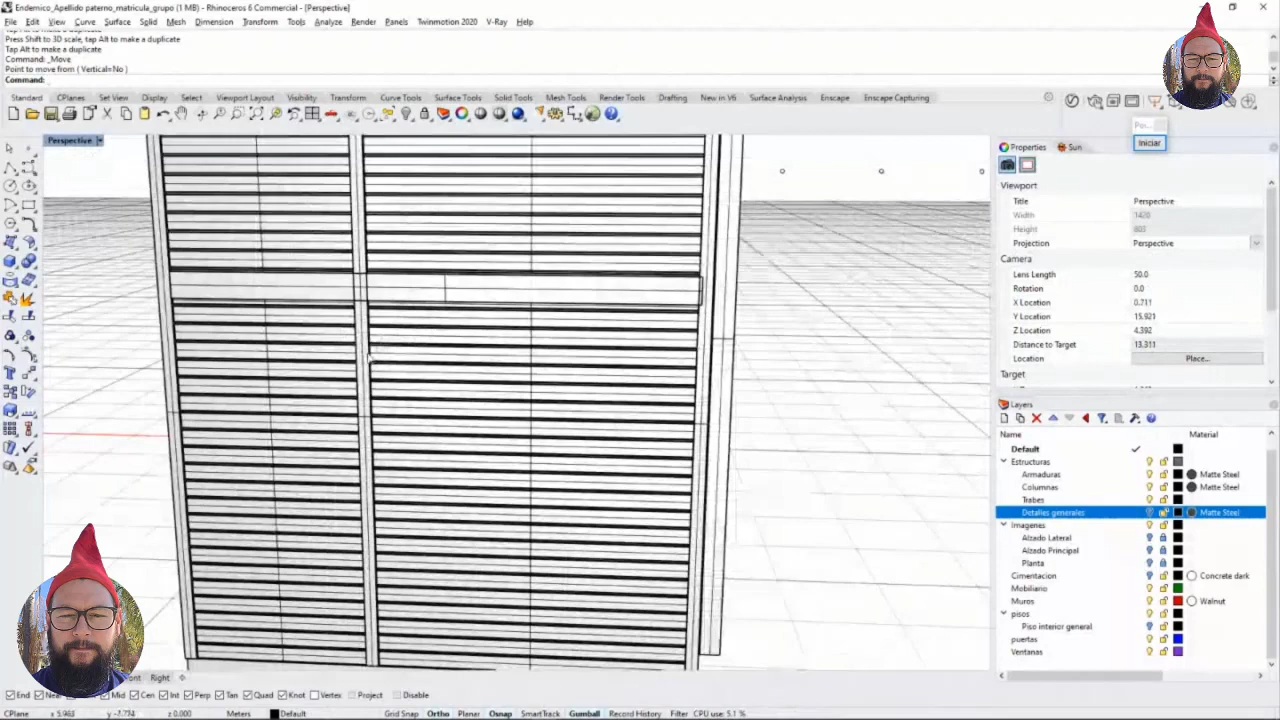 Endemico_Apellido paterno_matricula_grupo (1 MB) - Rhinoceros 6 Commercial - [Perspective]
File Edit View Curve Surface Solid Mesh Dimension Transform Tools Analyze Render Panels Twinmotion 2020 V-Ray Help
Press Shift to 3D scale, tap Alt to make a duplicate
Tap Alt to make a duplicate
Command: _Move
Point to move from ( Vertical=No )
Command:
Standard CPlanes Set View Display Select Viewport Layout Visibility Transform Curve Tools Surface Tools Solid Tools Mesh Tools Render Tools Drafting New in V6 Surface Analysis Enscape Enscape Capturing
Iniciar
Perspective
Properties Sun
Viewport
Title Perspective
Width 1420
Height 803
Projection Perspective
Camera
Lens Length 50.0
Rotation 0.0
X Location 0.711
Y Location 15.921
Z Location 4.392
Distance to Target 13.311
Location Place...
Target
Layers
Name Material
Default
Estructuras
Armaduras Matte Steel
Columnas Matte Steel
Trabes
Detalles generales Matte Steel
Imagenes
Alzado Lateral
Alzado Principal
Planta
Cimentacion Concrete dark
Mobiliario
Muros Walnut
pisos
Piso interior general
puertas
Ventanas
Right
End Near Mid Cen Int Perp Tan Quad Knot Vertex Project Disable
CPlane x 5.983 y -1.774 z 0.000 Meters Default Grid Snap Ortho Planar Osnap SmartTrack Gumball Record History Filter CPU use: 5.1 %